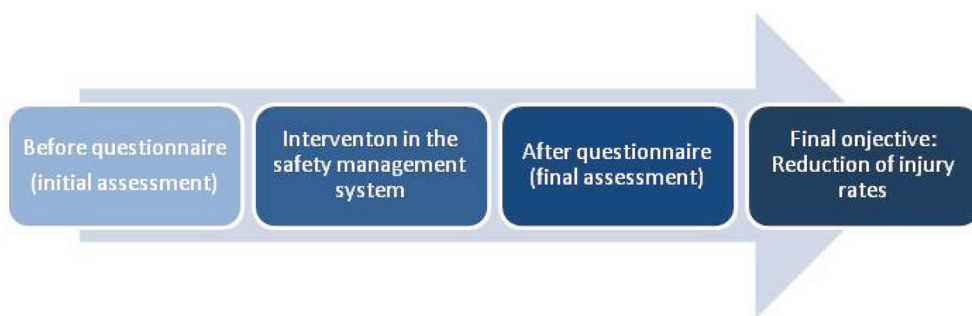 Before questionnaire
(initial assessment)
Interventon in the
safety management
system
After questionnaire
(final assessment)
Final onjective:
Reduction of injury
rates